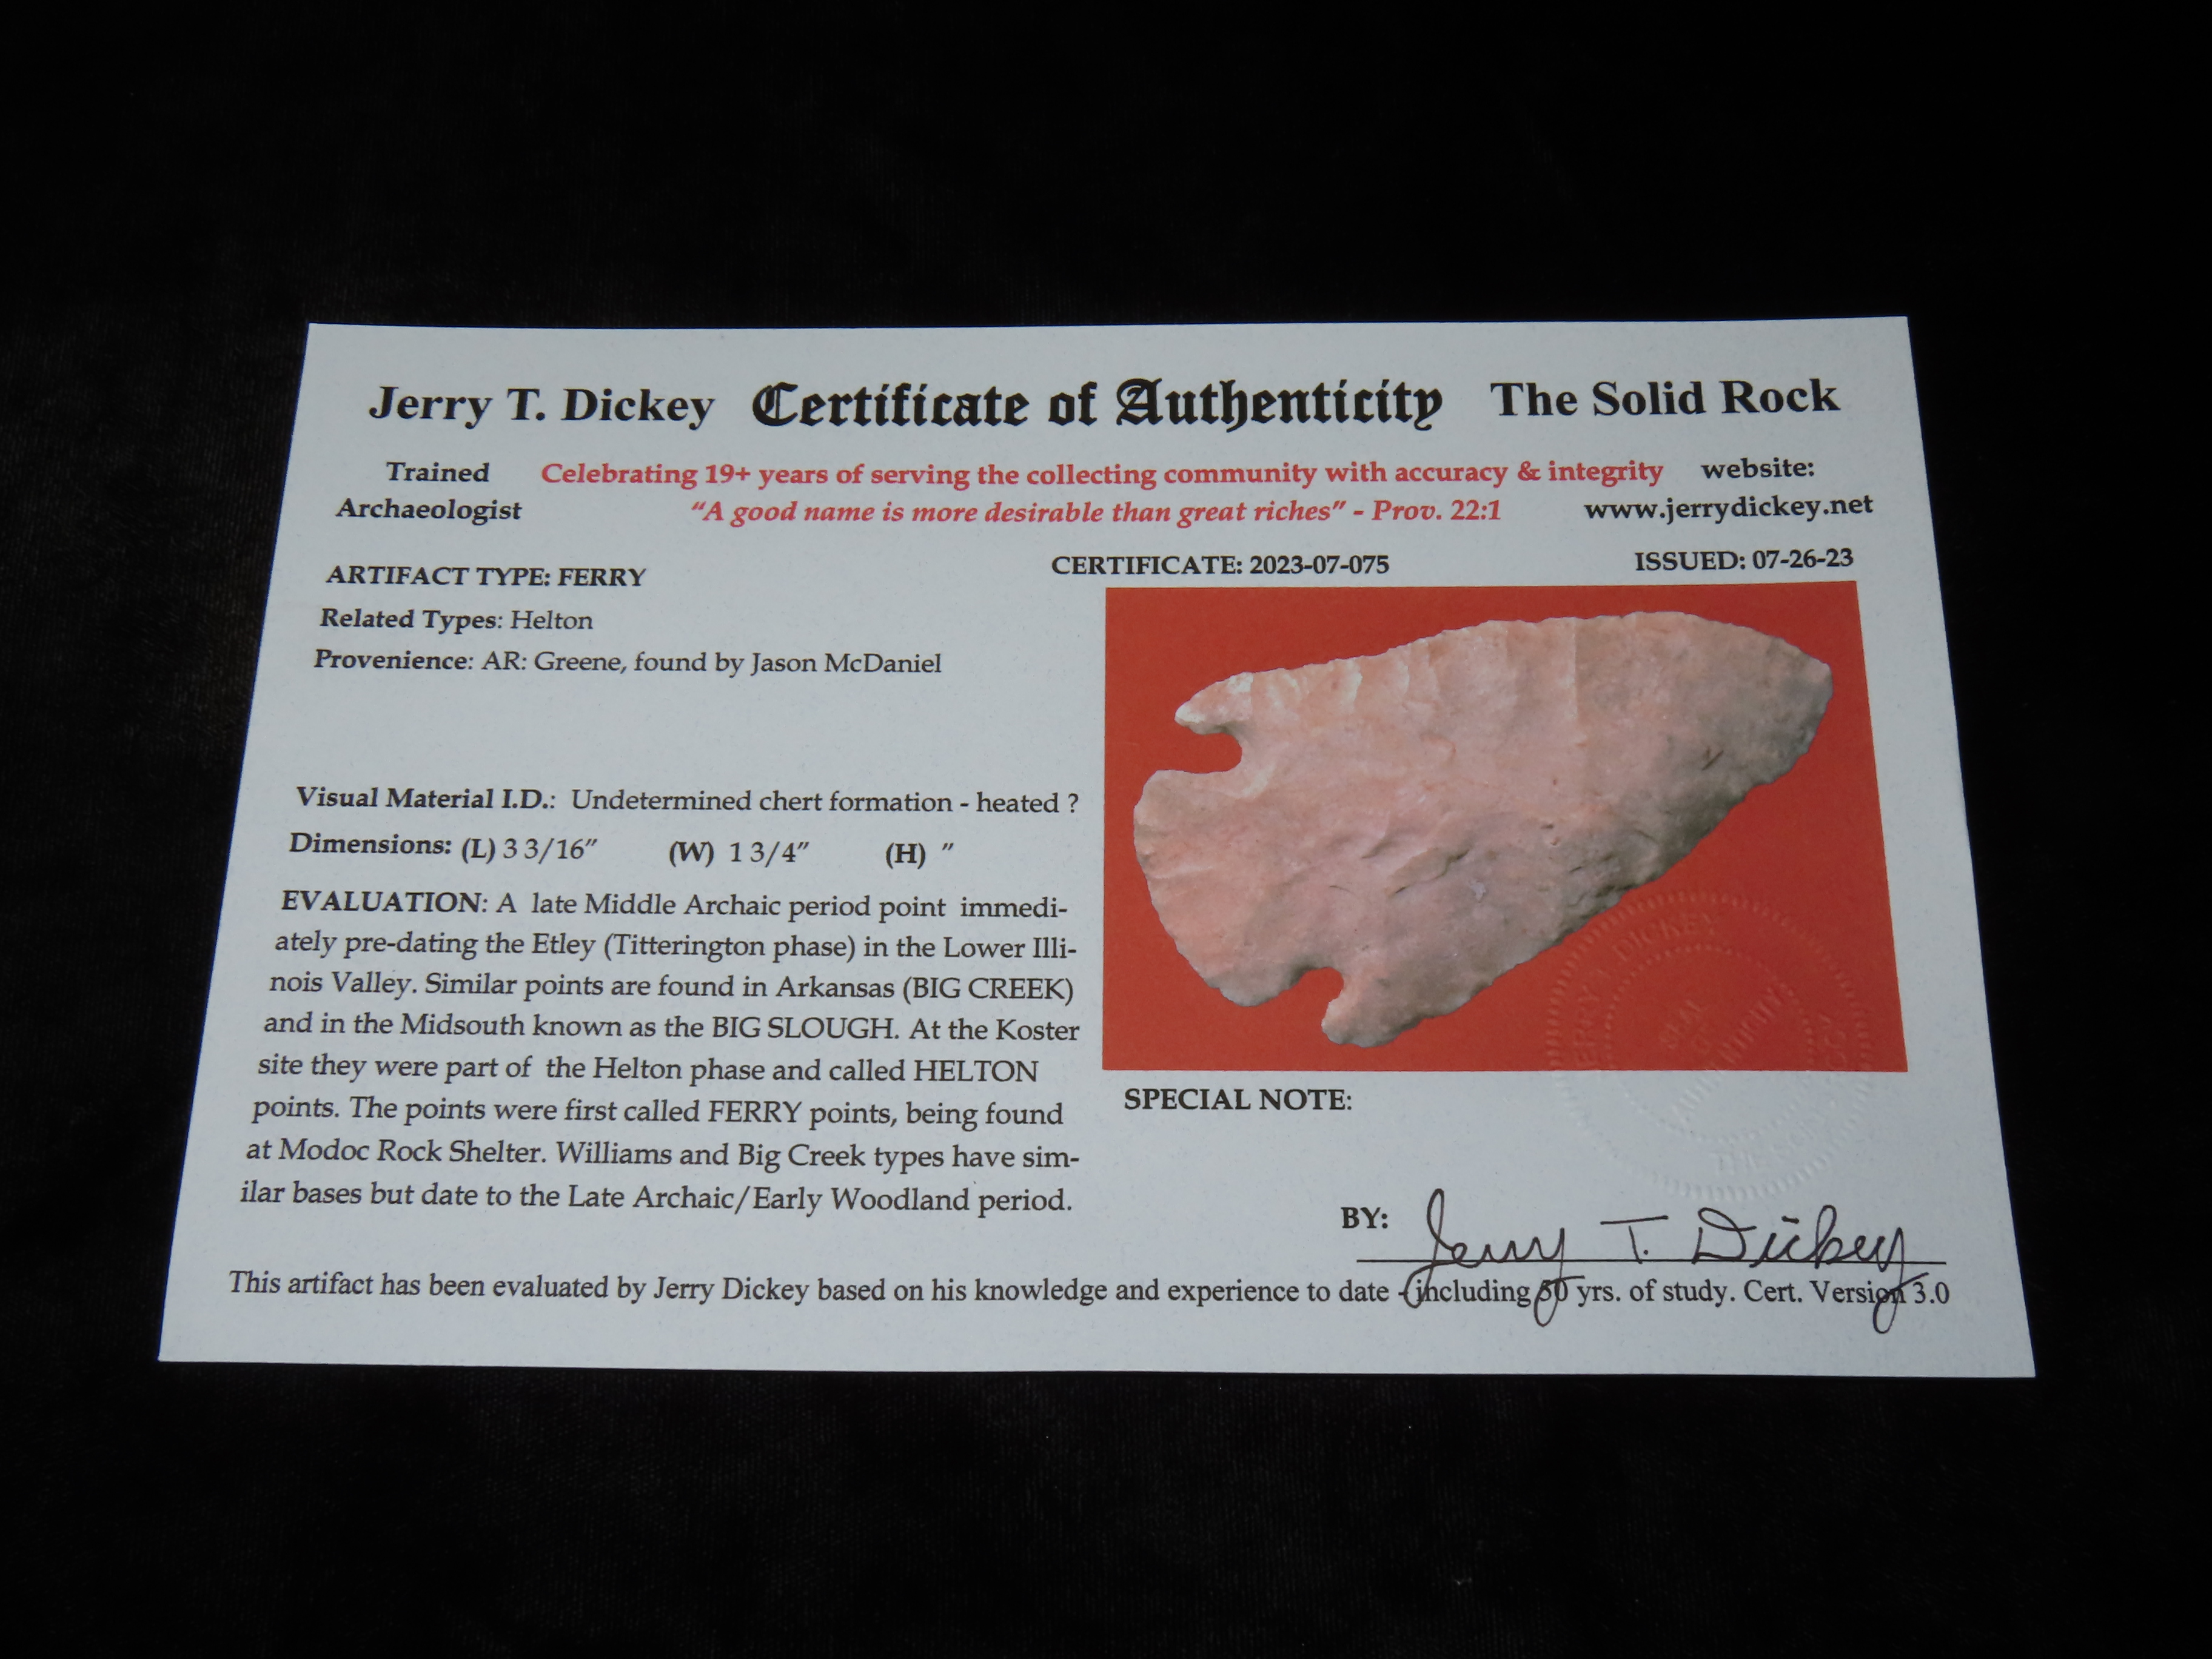 Jerry T. Dickey Certificate of Authenticity The Solid Rock
Trained Celebrating 19+ years of serving the collecting community with accuracy & integrity website:
Archaeologist "A good name is more desirable than great riches" - Prov. 22:1 www.jerrydickey.net
CERTIFICATE: 2023-07-075 ISSUED: 07-26-23
ARTIFACT TYPE: FERRY
Related Types: Helton
Provenience: AR: Greene, found by Jason McDaniel
Visual Material I.D.: Undetermined chert formation - heated ?
Dimensions: (L) 3 3/16" (W) 1 3/4" (H) "
EVALUATION: A late Middle Archaic period point immedi-
ately pre-dating the Etley (Titterington phase) in the Lower Illi-
nois Valley. Similar points are found in Arkansas (BIG CREEK)
and in the Midsouth known as the BIG SLOUGH. At the Koster
site they were part of the Helton phase and called HELTON
points. The points were first called FERRY points, being found
at Modoc Rock Shelter. Williams and Big Creek types have sim-
ilar bases but date to the Late Archaic/Early Woodland period.
JERRY DICKEY
SEAL
OF
AUTHENTICITY
SPECIAL NOTE:
BY: Jerry T. Dickey
This artifact has been evaluated by Jerry Dickey based on his knowledge and experience to date - including 50 yrs. of study. Cert. Version 3.0